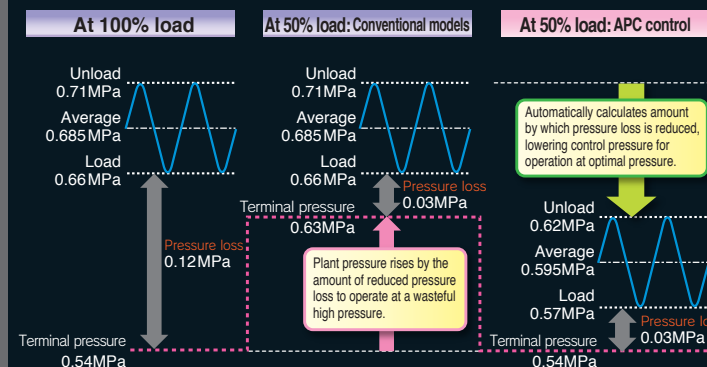 At 100% load
Unload
0.71MPa
Average
0.685MPa
Load
0.66MPa
Pressure loss
0.12MPa
Terminal pressure
0.54MPa
At 50% load: Conventional models
Unload
0.71MPa
Average
0.685MPa
Load
0.66MPa
Pressure loss
0.03MPa
Terminal pressure
0.63MPa
Plant pressure rises by the
amount of reduced pressure
loss to operate at a wasteful
high pressure.
At 50% load: APC control
Automatically calculates amount
by which pressure loss is reduced,
lowering control pressure for
operation at optimal pressure.
Unload
0.62MPa
Average
0.595MPa
Load
0.57MPa
Pressure lo
0.03MPa
Terminal pressure
0.54MPa